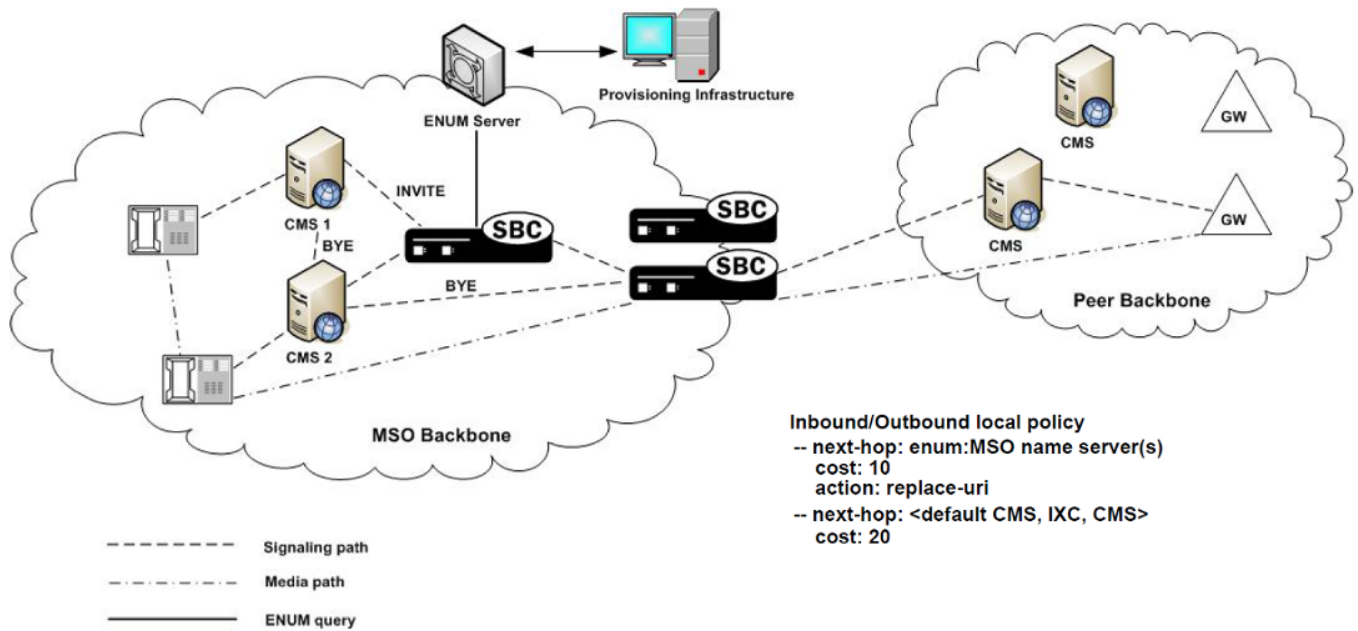 Provisioning Infrastructure
ENUM Server
CMS
GW
INVITE
CMS 1
SBC
SBC
CMS
GW
BYE
SBC
BYE
CMS 2
Peer Backbone
MSO Backbone
Inbound/Outbound local policy
-- next-hop: enum:MSO name server(s)
cost: 10
action: replace-uri
-- next-hop: <default CMS, IXC, CMS>
cost: 20
Signaling path
Media path
ENUM query